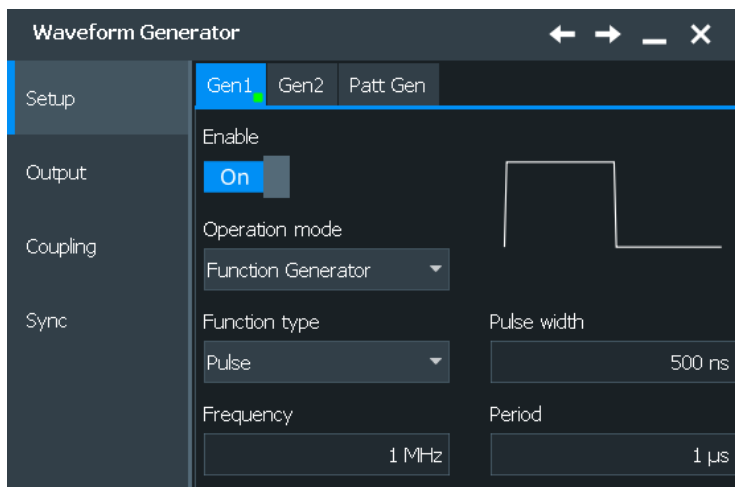 Waveform Generator
Setup
Output
Coupling
Sync
Gen1 Gen2 Patt Gen
Enable
On
Operation mode
Function Generator
Function type Pulse width
Pulse 500 ns
Frequency Period
1 MHz 1 µs